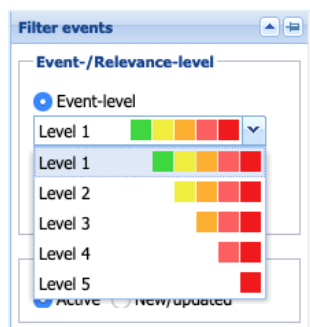 Filter events
Event-/Relevance-level
Event-level
Level 1
Level 1
Level 2
Level 3
Level 4
Level 5
Active New/updated